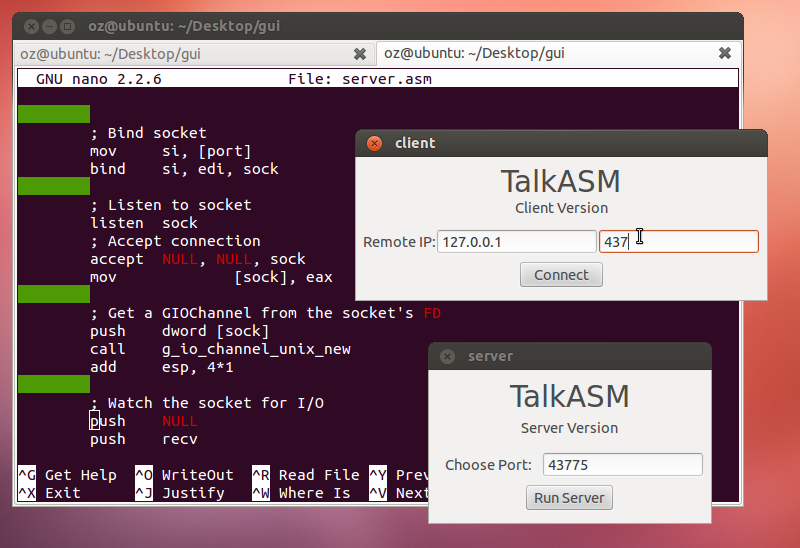 oz@ubuntu: ~/Desktop/gui
oz@ubuntu: ~/Desktop/gui
oz@ubuntu: ~/Desktop/gui
GNU nano 2.2.6 File: server.asm
; Bind socket
mov si, [port]
bind si, edi, sock
; Listen to socket
listen sock
; Accept connection
accept NULL, NULL, sock
mov [sock], eax
; Get a GIOChannel from the socket's FD
push dword [sock]
call g_io_channel_unix_new
add esp, 4*1
; Watch the socket for I/O
push NULL
push recv
^G Get Help ^O WriteOut ^R Read File ^Y Prev
^X Exit ^J Justify ^W Where Is ^V Next
client
TalkASM
Client Version
Remote IP: 127.0.0.1 437
Connect
server
TalkASM
Server Version
Choose Port: 43775
Run Server